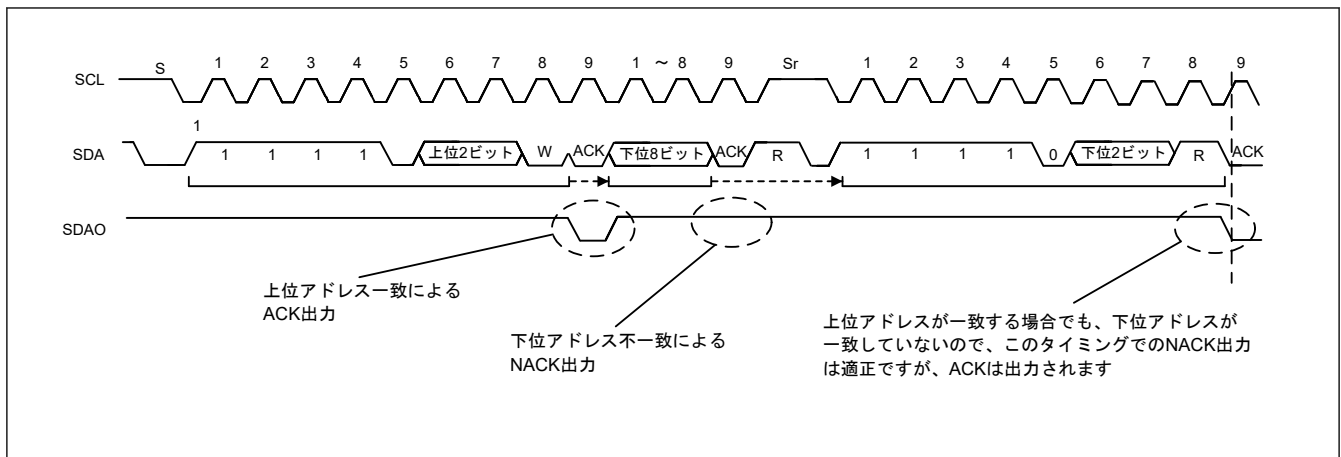 S 1 2 3 4 5 6 7 8 9 1 ～ 8 9 Sr 1 2 3 4 5 6 7 8 9
SCL
1
SDA 1 1 1 1 上位2ビット W ACK 下位8ビット ACK R 1 1 1 1 0 下位2ビット R ACK
SDAO
上位アドレス一致による
ACK出力
下位アドレス不一致による
NACK出力
上位アドレスが一致する場合でも、下位アドレスが
一致していないので、このタイミングでのNACK出力
は適正ですが、ACKは出力されます